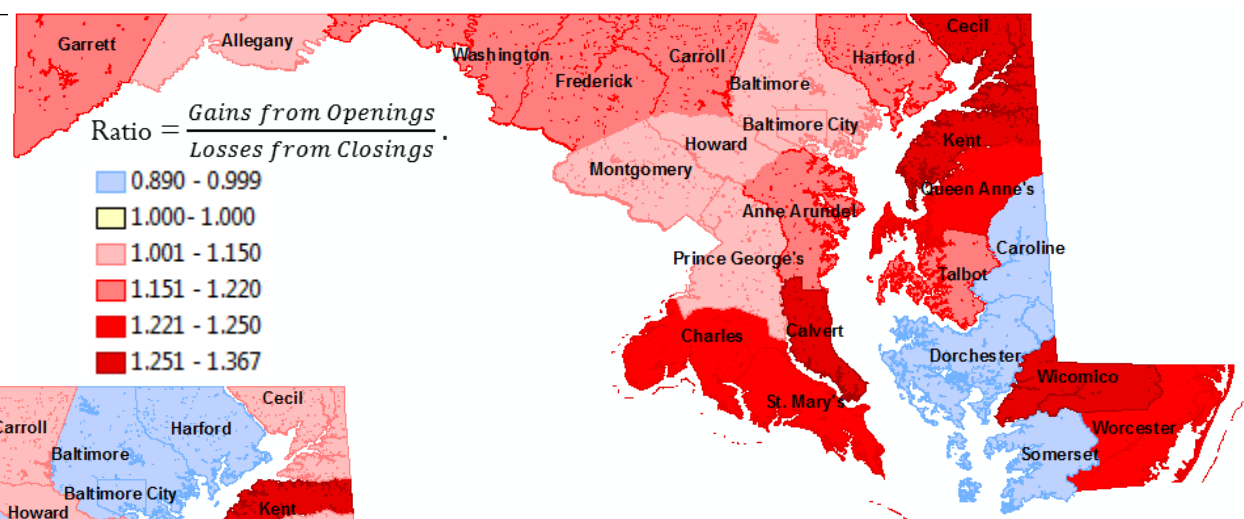 Cecil
Garrett
Allegany
Washington
Carroll
Harford
Frederick
Baltimore
Ratio = Gains from Openings / Losses from Closings .
Baltimore City
Howard
Kent
Montgomery
0.890 - 0.999
Queen Anne's
1.000- 1.000
Anne Arundel
1.001 - 1.150
Caroline
Prince George's
Talbot
1.151 - 1.220
1.221 - 1.250
Charles
Calvert
1.251 - 1.367
Dorchester
Wicomico
St. Mary's
Worcester
Somerset
Cecil
Carroll
Harford
Baltimore
Baltimore City
Howard
Kent